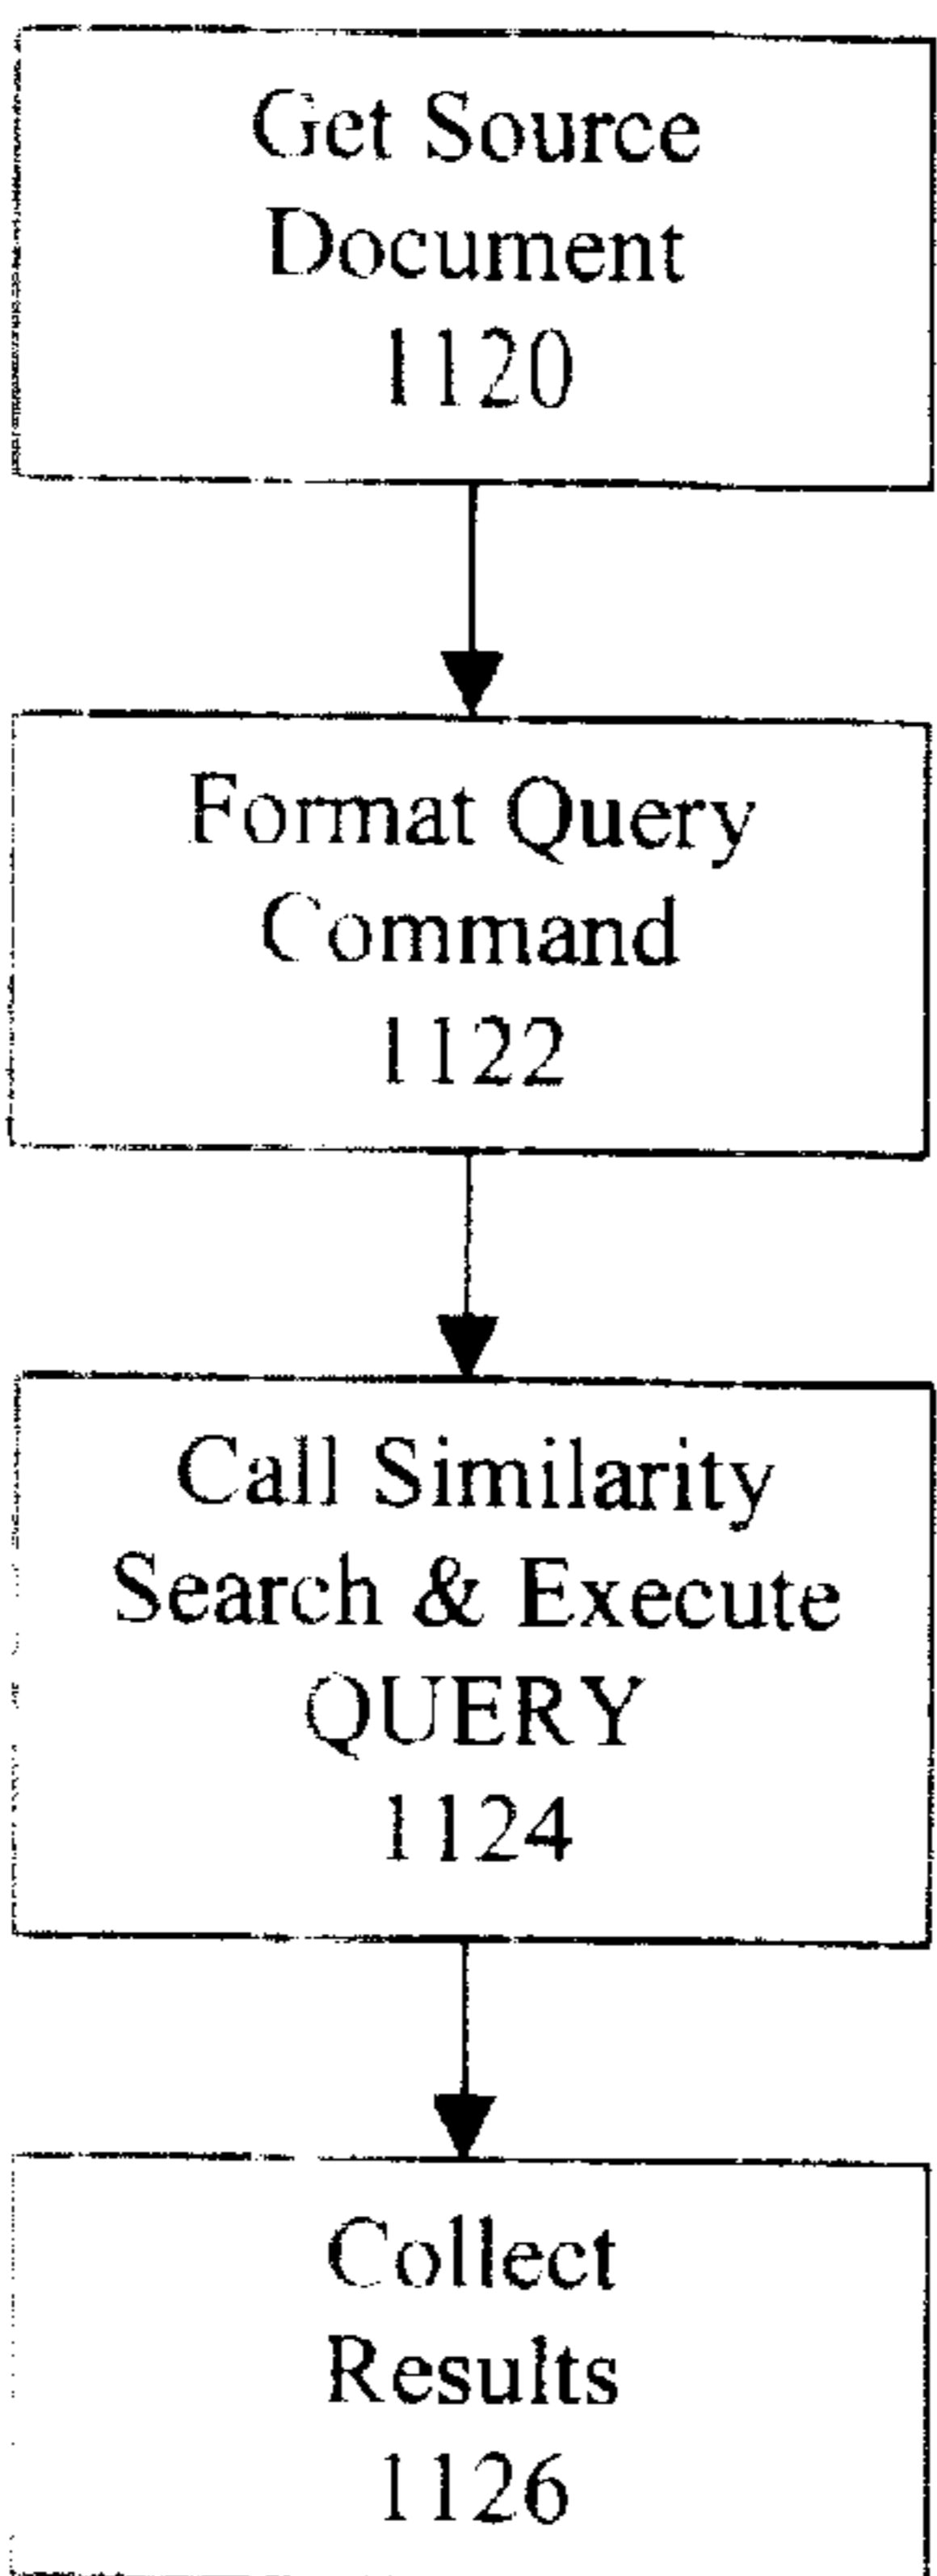 Get Source
Document
1120
Format Query
Command
1122
Call Similarity
Search & Execute
QUERY
1124
Collect
Results
1126